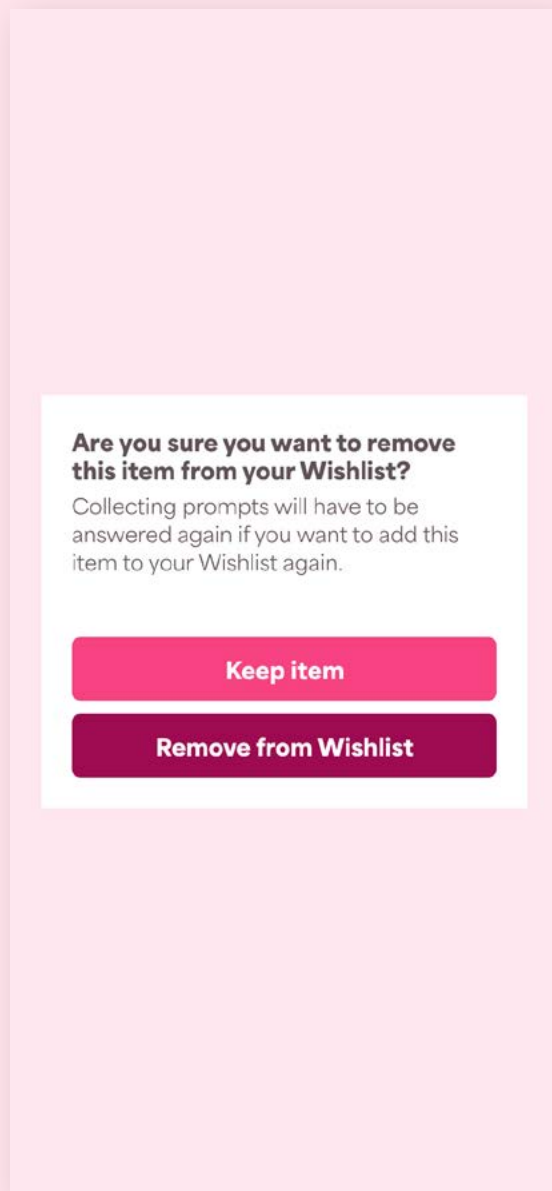 Are you sure you want to remove
this item from your Wishlist?
Collecting prompts will have to be
answered again if you want to add this
item to your Wishlist again.
Keep item
Remove from Wishlist